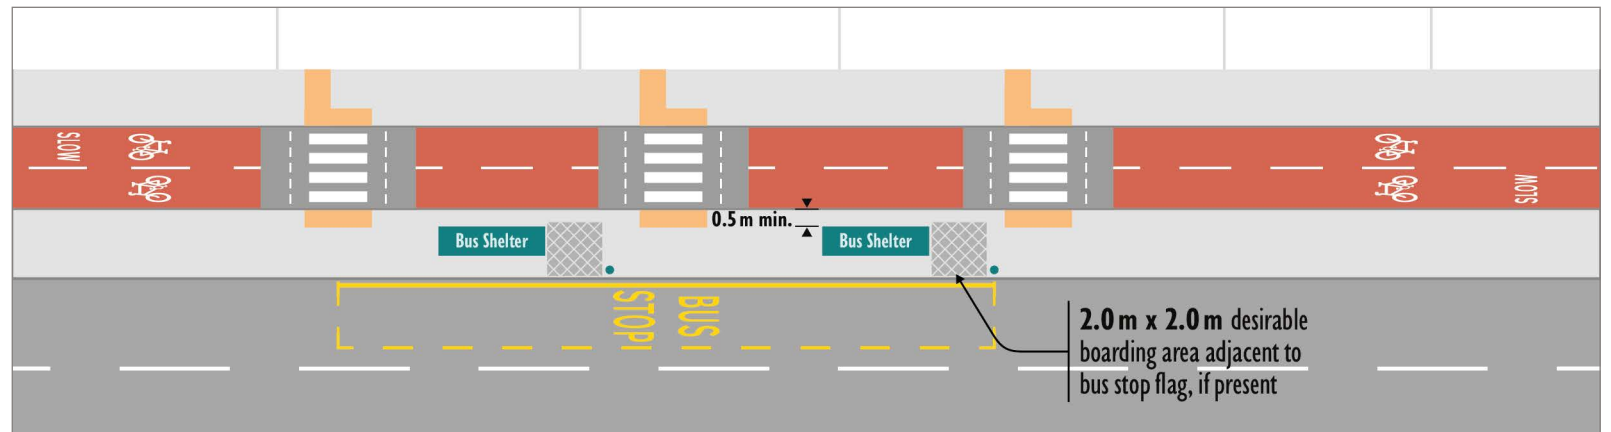 SLOW
SLOW
0.5 m min.
Bus Shelter
Bus Shelter
BUS
STOP
2.0 m x 2.0 m desirable
boarding area adjacent to
bus stop flag, if present